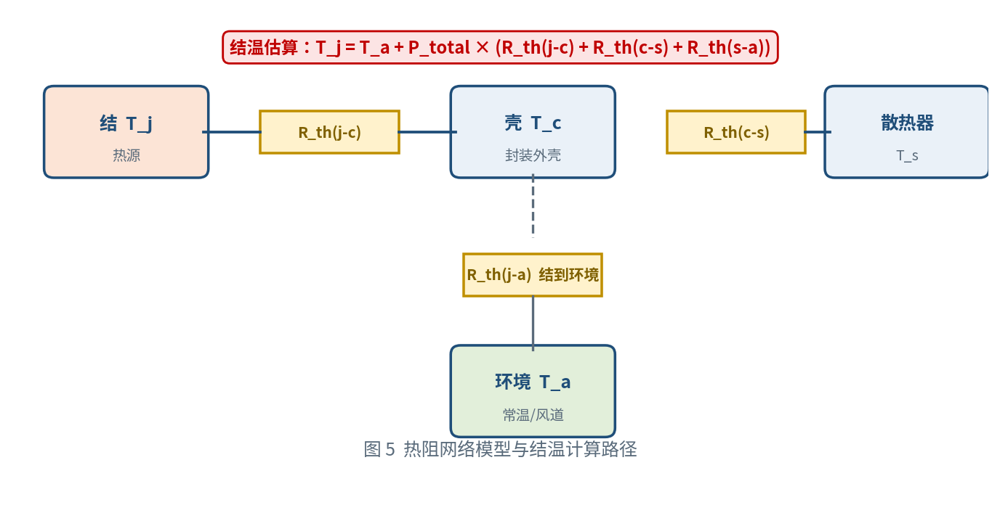 结温估算：T_j = T_a + P_total × (R_th(j-c) + R_th(c-s) + R_th(s-a))
结 T_j
热源
R_th(j-c)
壳 T_c
封装外壳
R_th(c-s)
散热器
T_s
R_th(j-a) 结到环境
环境 T_a
常温/风道
图 5 热阻网络模型与结温计算路径